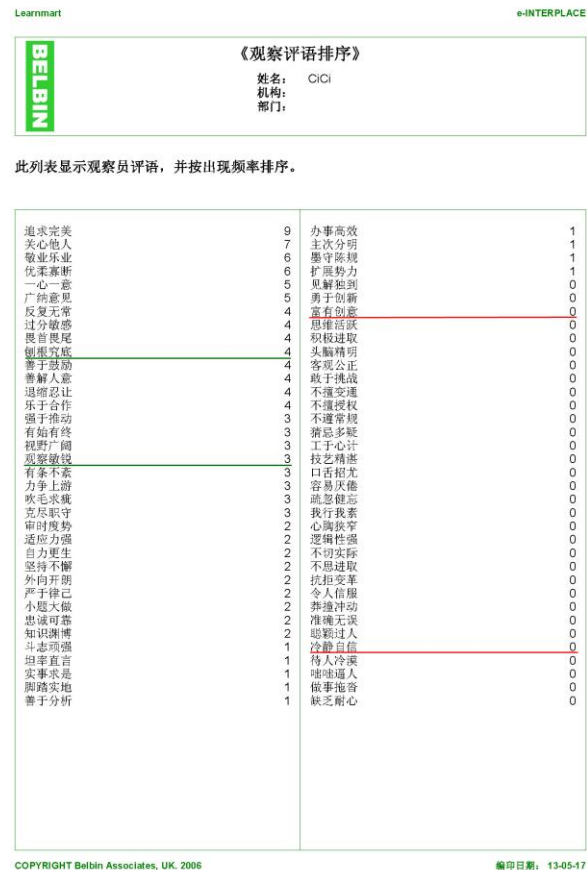 Learnmart
e-INTERPLACE
BELBIN
《观察评语排序》
姓名： CiCi
机构：
部门：
此列表显示观察员评语，并按出现频率排序。
追求完美 9
关心他人 7
敬业乐业 6
优柔寡断 6
一心一意 5
广纳意见 5
反复无常 4
过分敏感 4
畏首畏尾 4
刨根究底 4
善于鼓励 4
善解人意 4
退缩忍让 4
乐于合作 4
强于推动 3
有始有终 3
视野广阔 3
观察敏锐 3
有条不紊 3
力争上游 3
吹毛求疵 3
克尽职守 3
审时度势 2
适应力强 2
自力更生 2
坚持不懈 2
外向开朗 2
严于律己 2
小题大做 2
忠诚可靠 2
知识渊博 2
斗志顽强 1
坦率直言 1
实事求是 1
脚踏实地 1
善于分析 1
办事高效 1
主次分明 1
墨守陈规 1
扩展势力 1
见解独到 0
勇于创新 0
富有创意 0
思维活跃 0
积极进取 0
头脑精明 0
客观公正 0
敢于挑战 0
不擅变通 0
不擅授权 0
不遵常规 0
猜忌多疑 0
工于心计 0
技艺精湛 0
口舌招尤 0
容易厌倦 0
疏忽健忘 0
我行我素 0
心胸狭窄 0
逻辑性强 0
不切实际 0
不思进取 0
抗拒变革 0
令人信服 0
莽撞冲动 0
准确无误 0
聪颖过人 0
冷静自信 0
待人冷漠 0
咄咄逼人 0
做事拖沓 0
缺乏耐心 0
COPYRIGHT Belbin Associates, UK. 2006
编印日期： 13-05-17